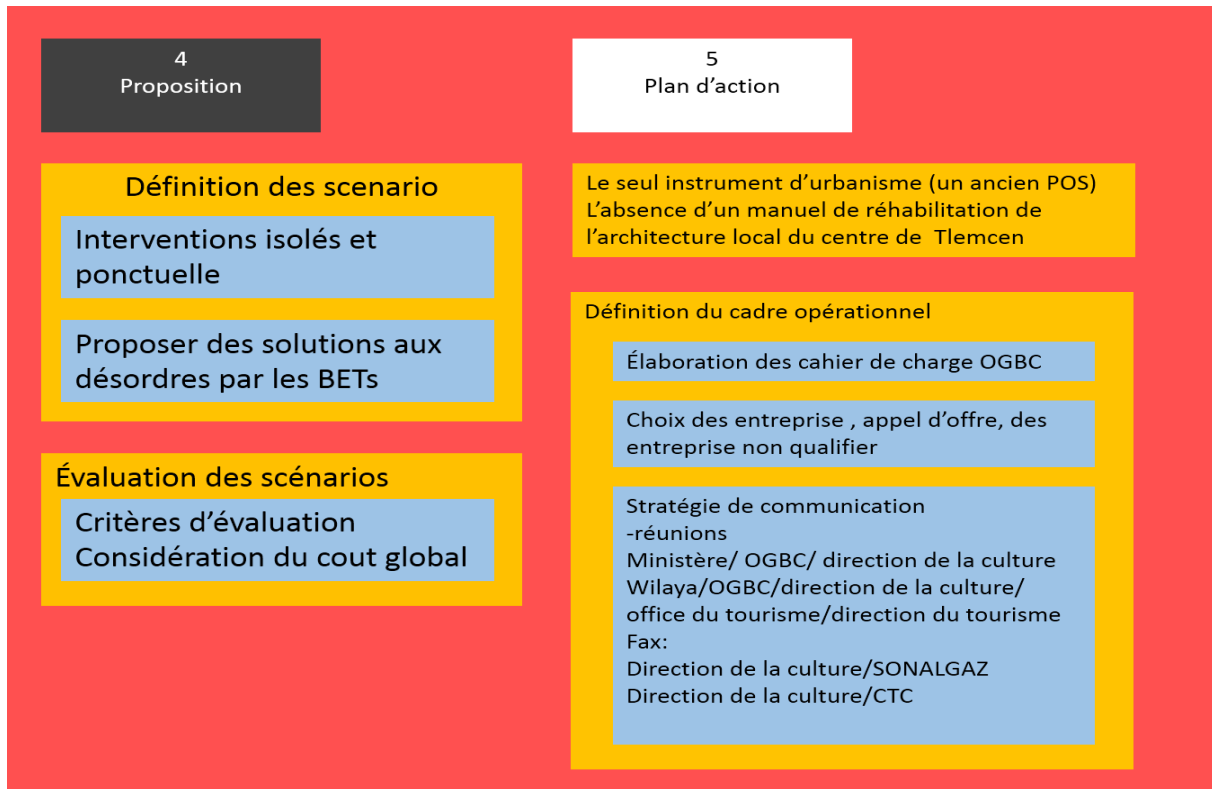 4
Proposition
Définition des scenario
Interventions isolés et
ponctuelle
Proposer des solutions aux
désordres par les BETs
Évaluation des scénarios
Critères d'évaluation
Considération du cout global
5
Plan d'action
Le seul instrument d'urbanisme (un ancien POS)
L'absence d'un manuel de réhabilitation de
l'architecture local du centre de  Tlemcen
Définition du cadre opérationnel
Élaboration des cahier de charge OGBC
Choix des entreprise , appel d'offre, des
entreprise non qualifier
Stratégie de communication
-réunions
Ministère/ OGBC/ direction de la culture
Wilaya/OGBC/direction de la culture/
office du tourisme/direction du tourisme
Fax:
Direction de la culture/SONALGAZ
Direction de la culture/CTC